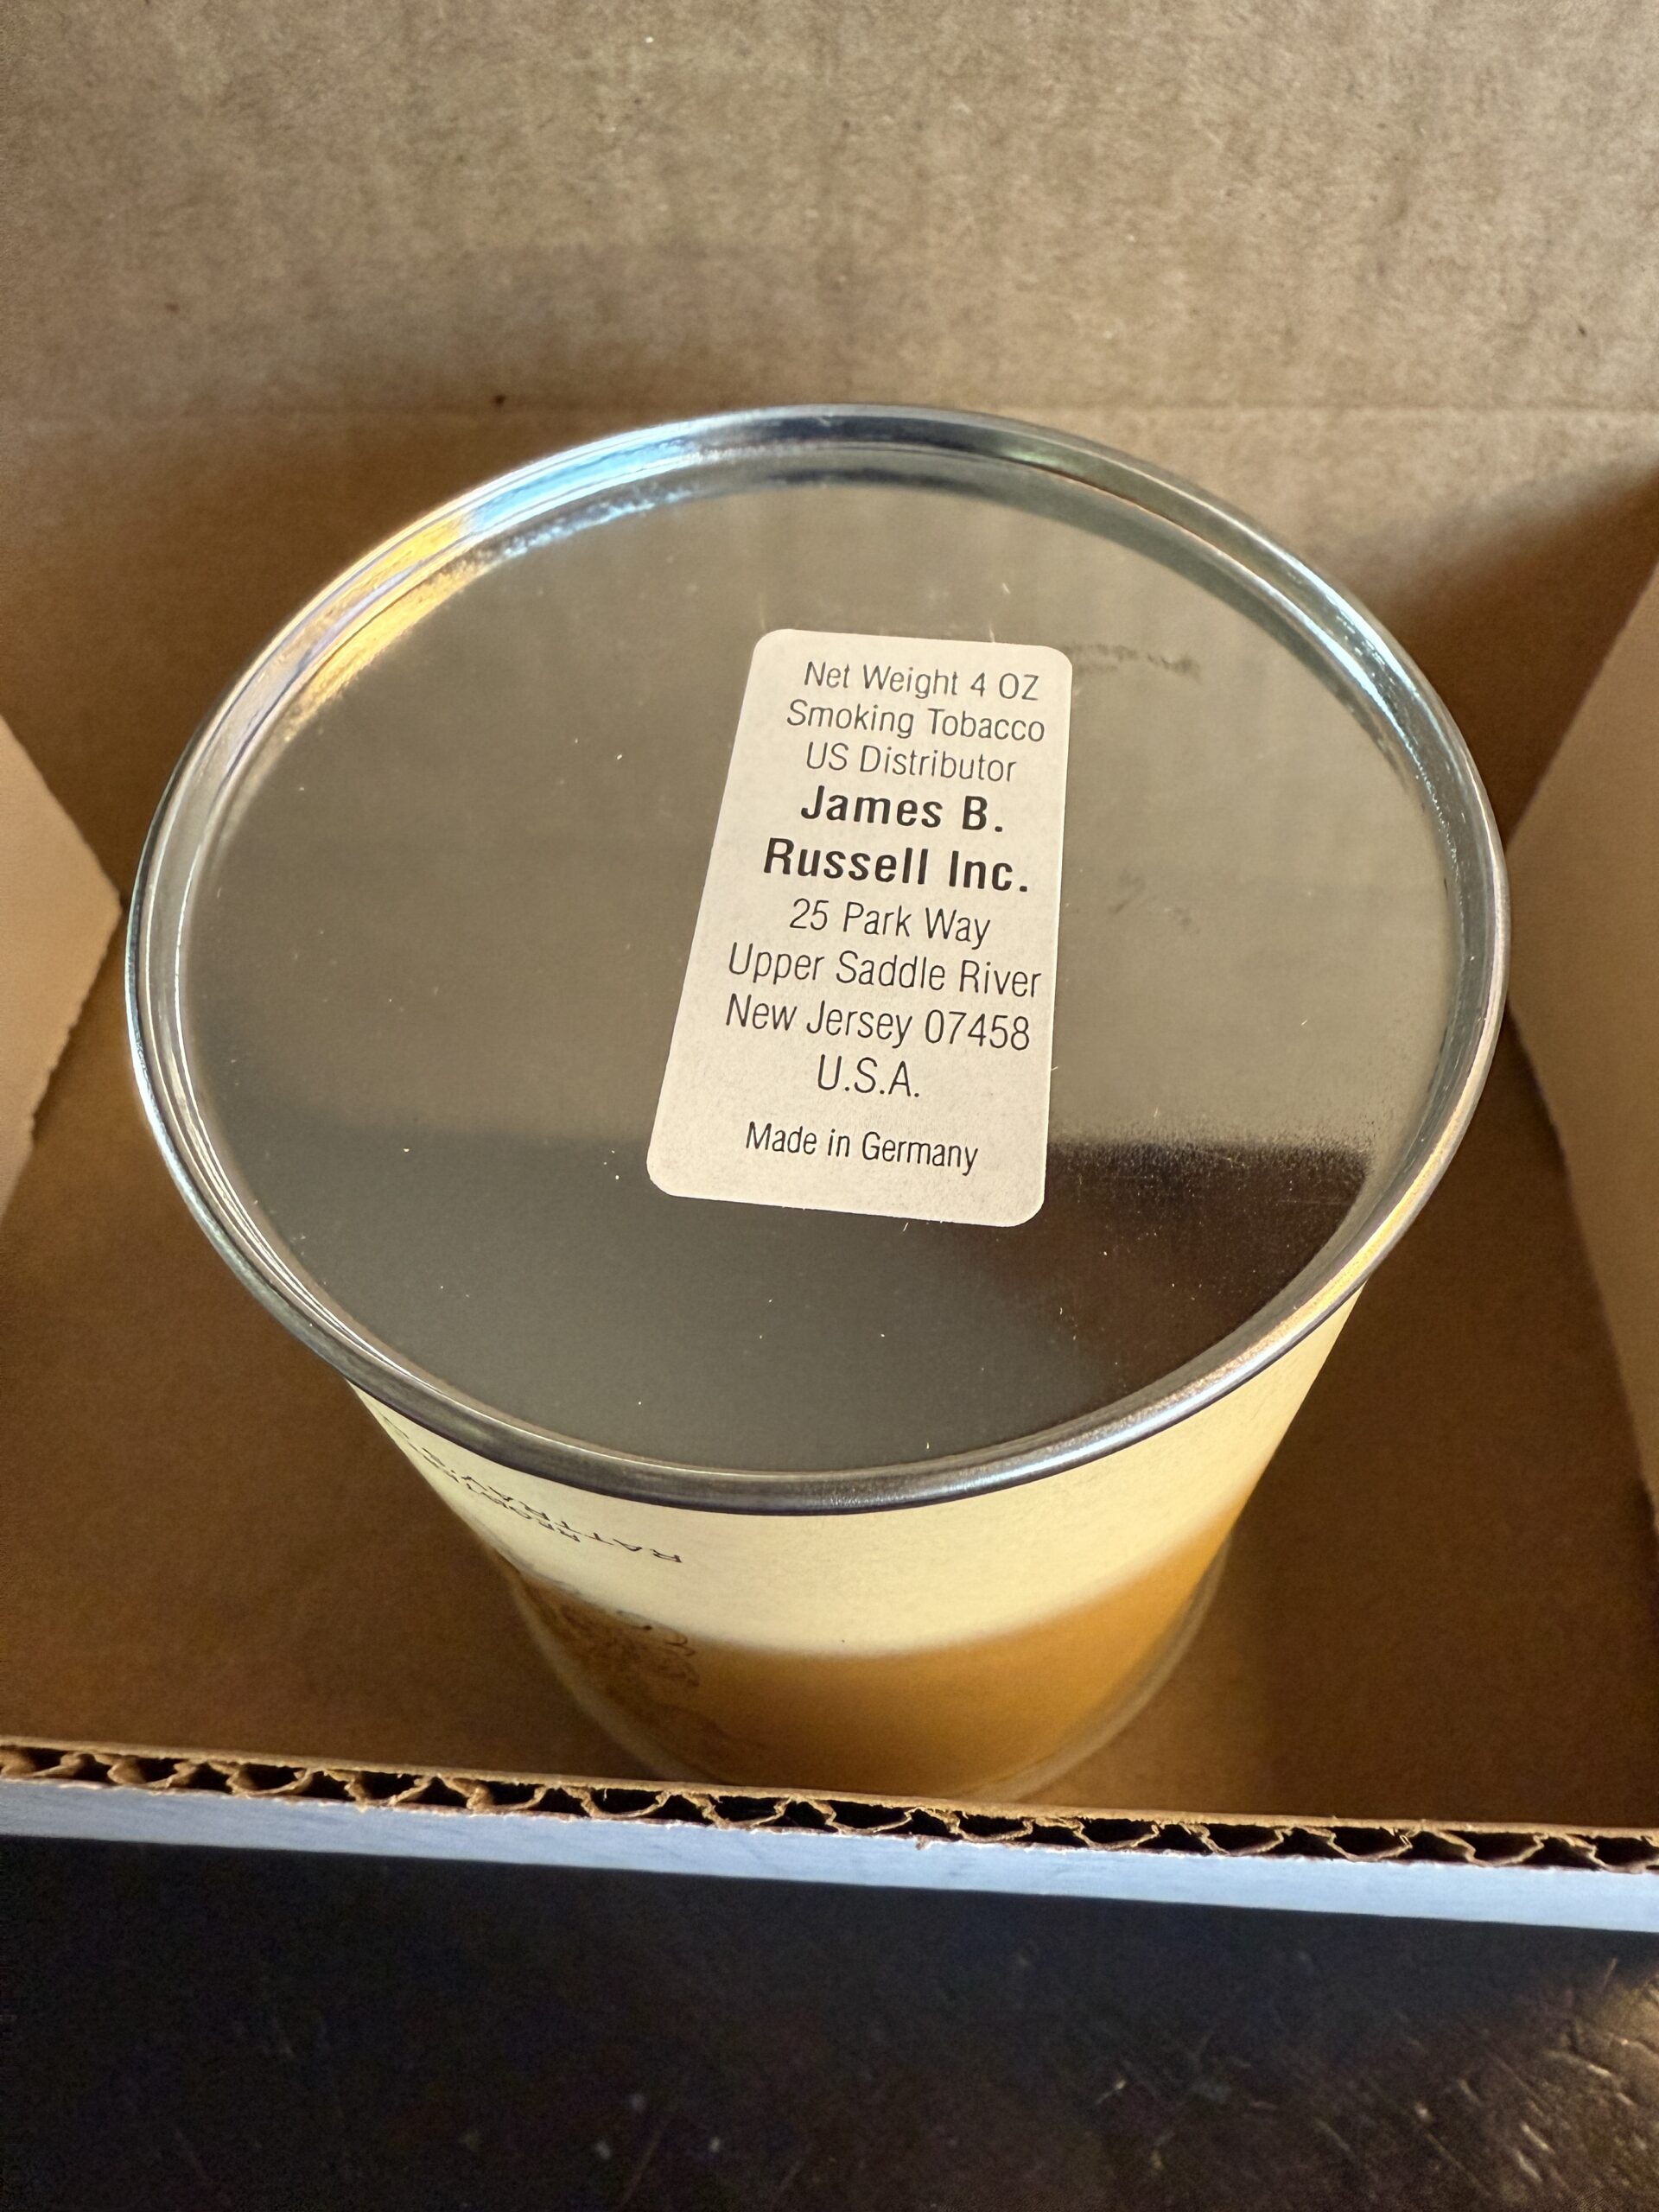 Net Weight 4 OZ
Smoking Tobacco
US Distributor
James B.
Russell Inc.
25 Park Way
Upper Saddle River
New Jersey 07458
U.S.A.
Made in Germany
RATTRAY'S